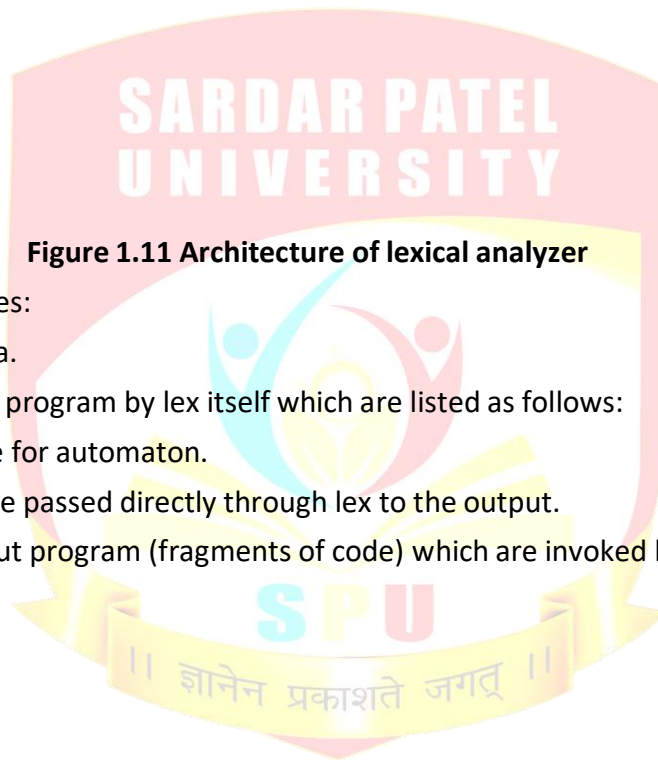 SARDAR PATEL
UNIVERSITY
Figure 1.11 Architecture of lexical analyzer
es:
a.
program by lex itself which are listed as follows:
e for automaton.
e passed directly through lex to the output.
ut program (fragments of code) which are invoked
SPU
|| ज्ञानेन प्रकाशते जगत् ||